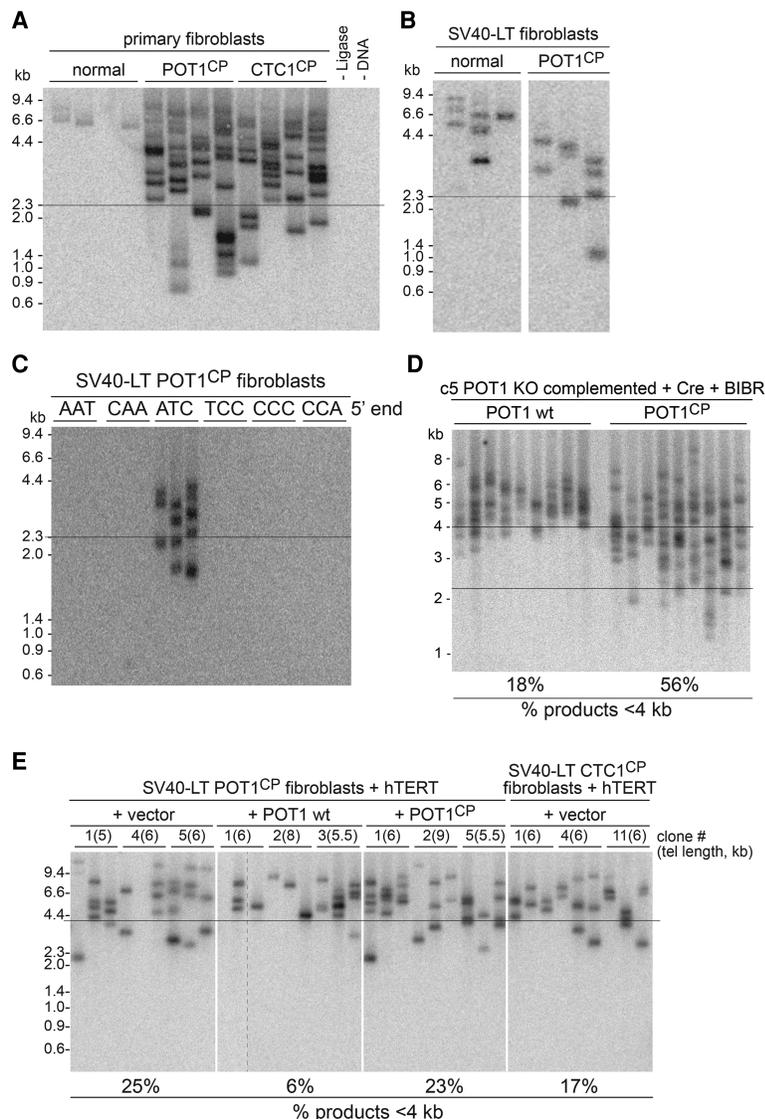 A
primary fibroblasts
normal POT1CP CTC1CP - Ligase - DNA
kb
9.4 -
6.6 -
4.4 -
2.3
2.0 -
1.4 -
1.0 -
0.9 -
0.6 -
B
SV40-LT fibroblasts
normal POT1CP
kb
9.4 -
6.6 -
4.4 -
2.3
2.0 -
1.4 -
1.0 -
0.9 -
0.6 -
C
SV40-LT POT1CP fibroblasts
AAT CAA ATC TCC CCC CCA 5' end
kb
9.4 -
6.6 -
4.4 -
2.3
2.0 -
1.4 -
1.0 -
0.9 -
0.6 -
D
c5 POT1 KO complemented + Cre + BIBR
POT1 wt POT1CP
kb
8 -
6 -
5 -
4
3 -
2 -
1 -
18% 56%
% products <4 kb
E
SV40-LT POT1CP fibroblasts + hTERT
SV40-LT CTC1CP
fibroblasts + hTERT
+ vector + POT1 wt + POT1CP + vector
1(5) 4(6) 5(6) 1(6) 2(8) 3(5.5) 1(6) 2(9) 5(5.5) 1(6) 4(6) 11(6) clone #
(tel length, kb)
9.4-
6.6-
4.4-
2.3-
2.0-
1.4-
1.0-
0.9-
0.6-
25% 6% 23% 17%
% products <4 kb